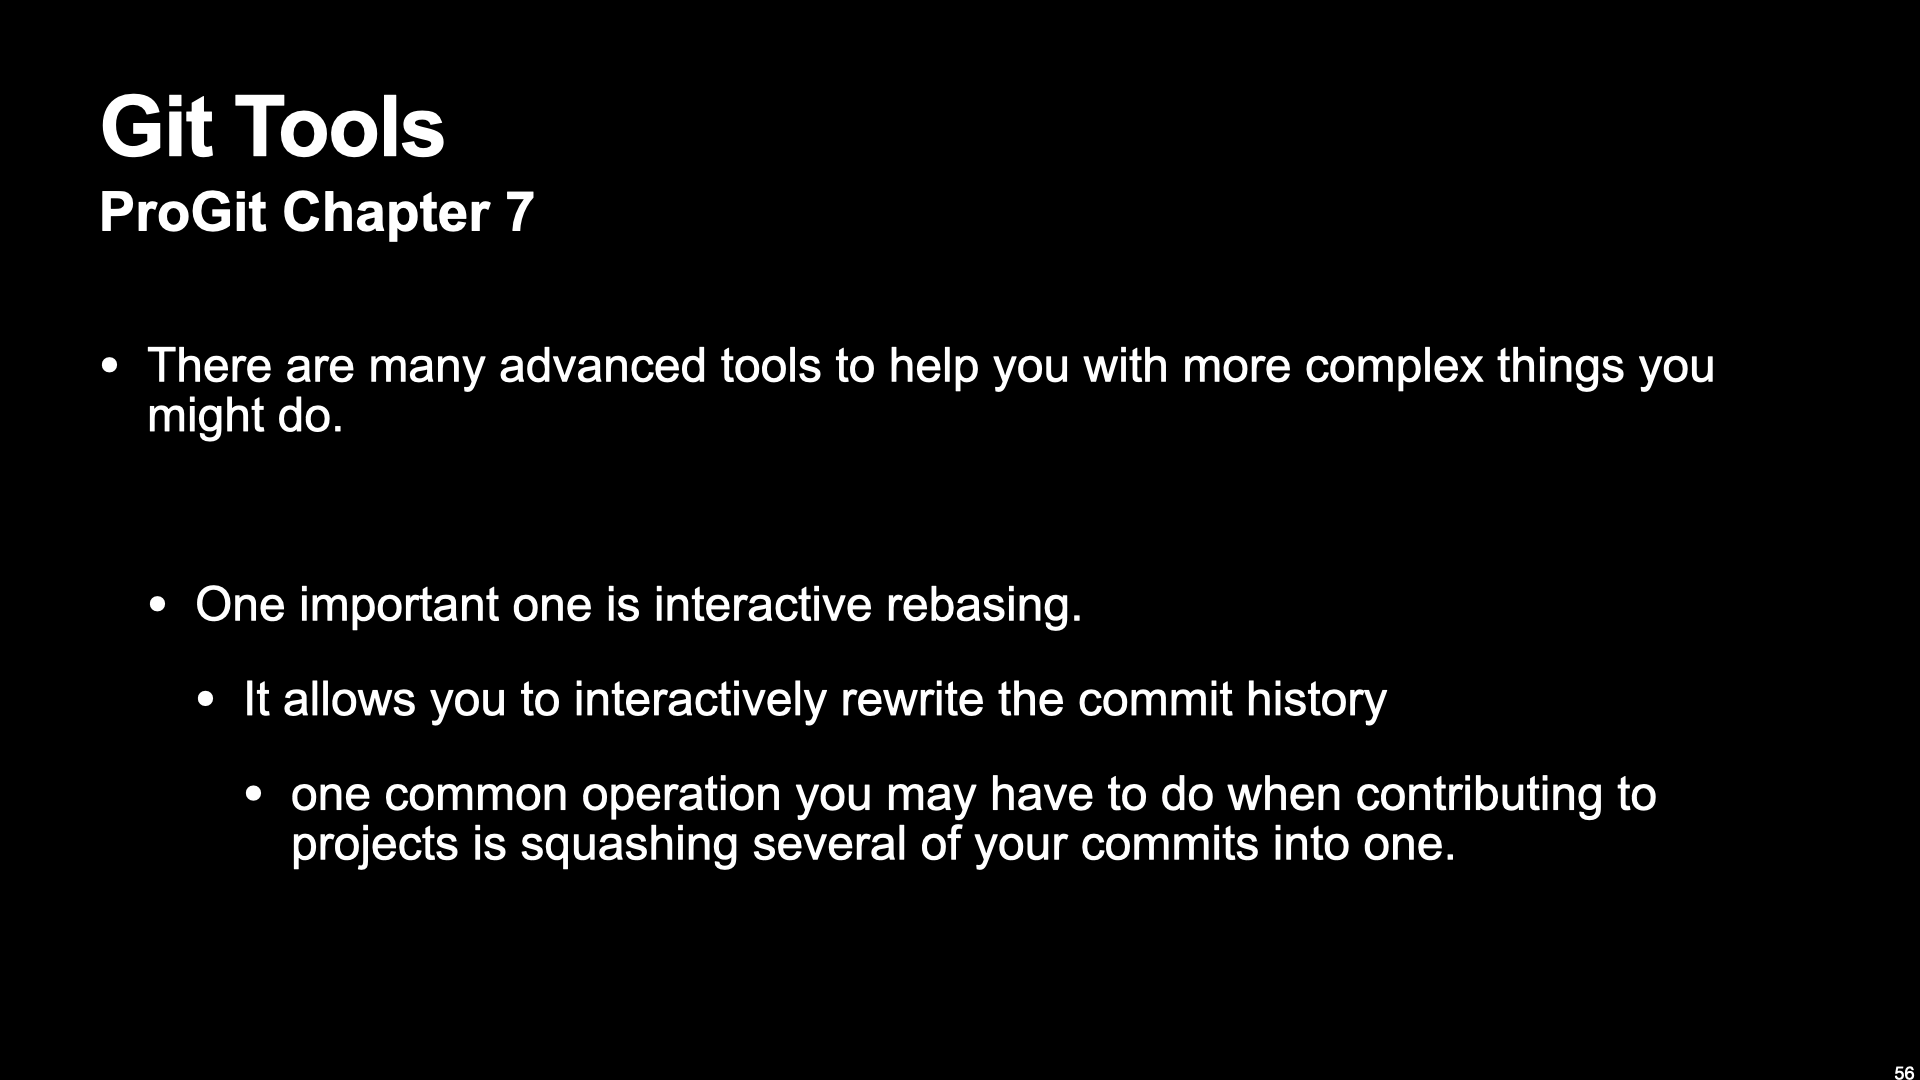 Git Tools
ProGit Chapter 7
• There are many advanced tools to help you with more complex things you
might do.
• One important one is interactive rebasing.
• It allows you to interactively rewrite the commit history
• one common operation you may have to do when contributing to
projects is squashing several of your commits into one.
56